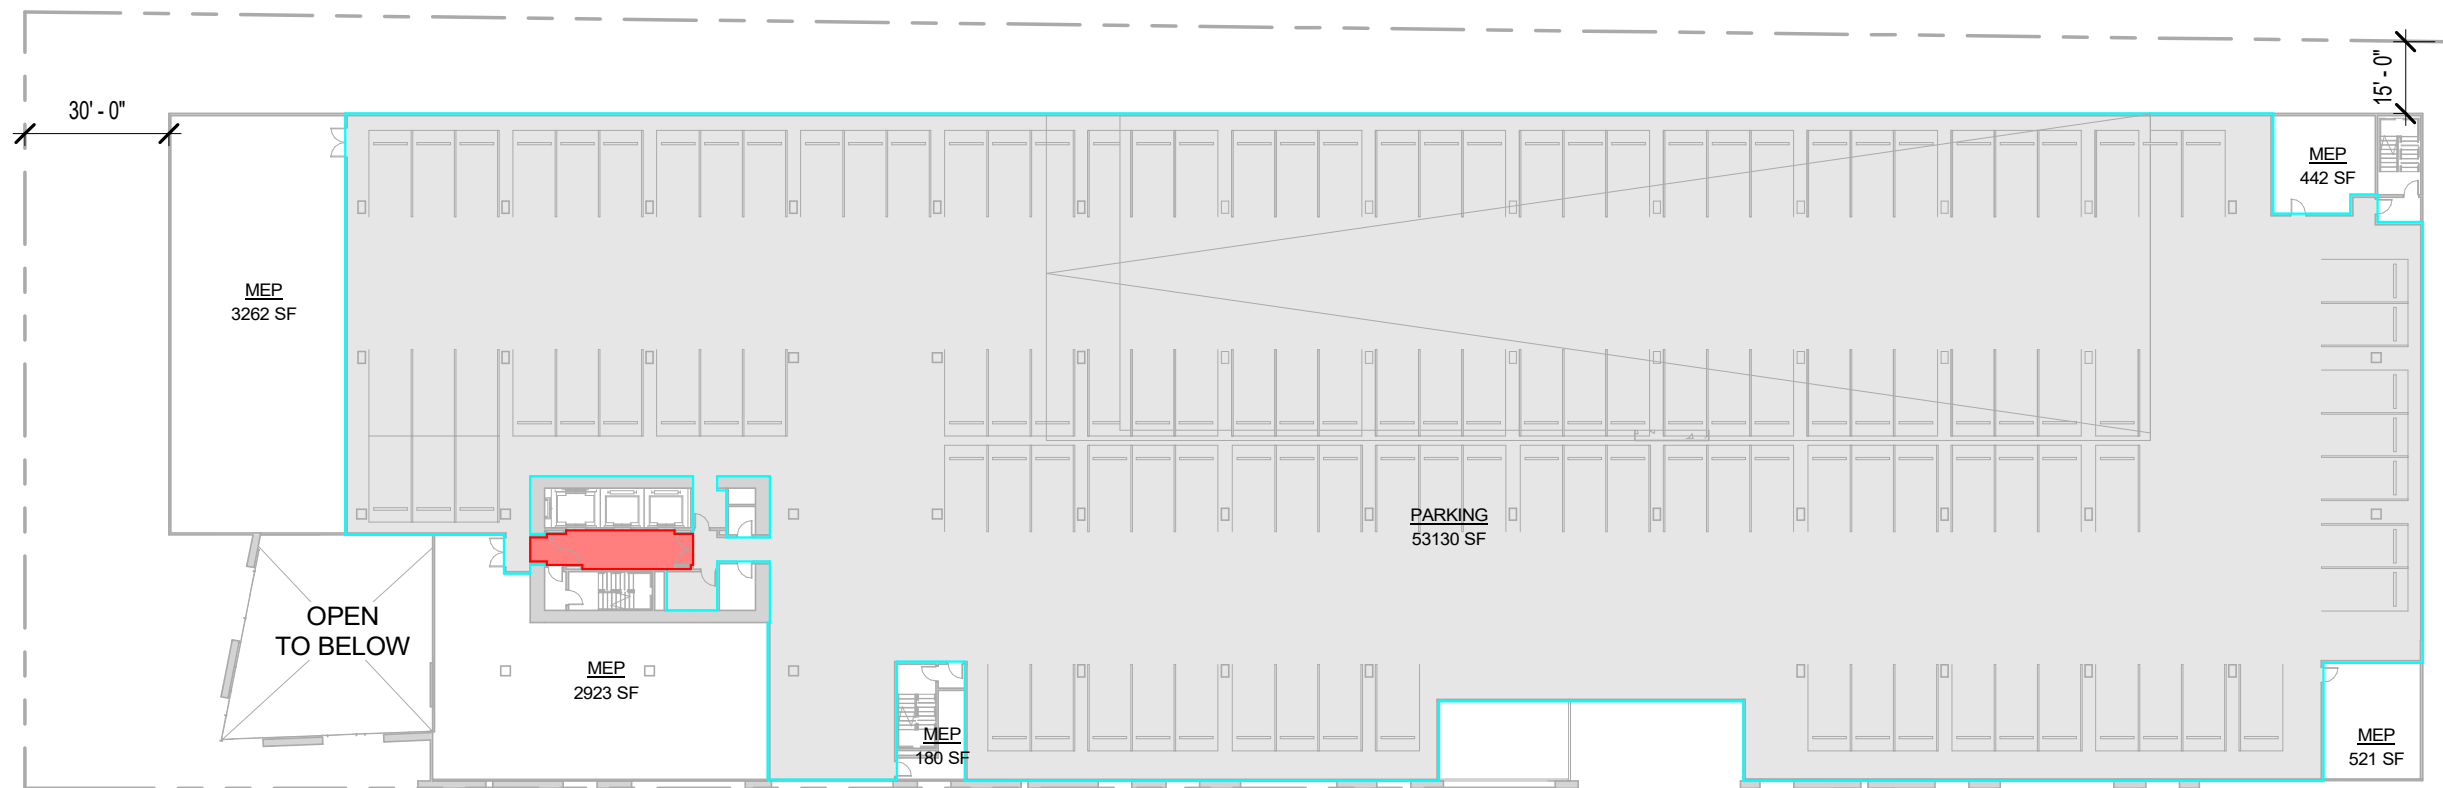 30' - 0"
15' - 0"
MEP
442 SF
MEP
3262 SF
PARKING
53130 SF
OPEN
TO BELOW
MEP
2923 SF
MEP
180 SF
MEP
521 SF